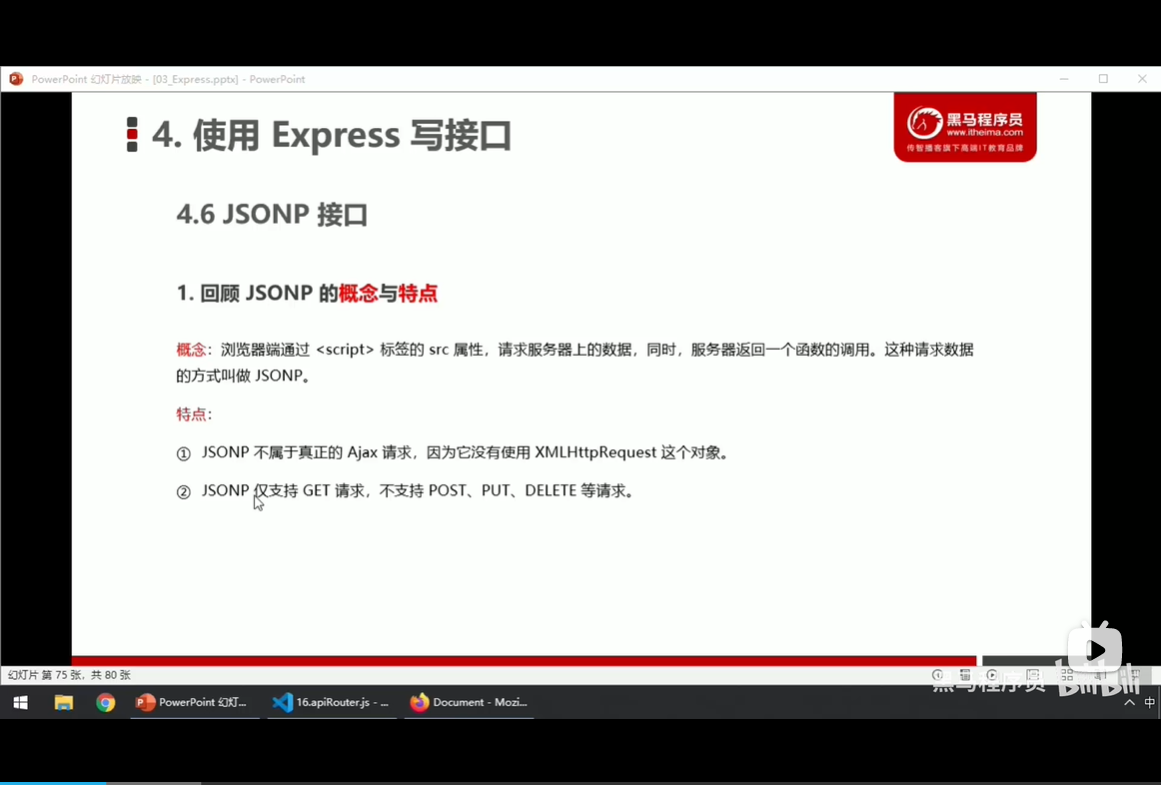 PowerPoint 幻灯片放映 - [03_Express.pptx] - PowerPoint
4. 使用 Express 写接口
黑马程序员
www.itheima.com
传智播客旗下高端IT教育品牌
4.6 JSONP 接口
1. 回顾 JSONP 的概念与特点
概念：浏览器端通过 <script> 标签的 src 属性，请求服务器上的数据，同时，服务器返回一个函数的调用。这种请求数据
的方式叫做 JSONP。
特点：
① JSONP 不属于真正的 Ajax 请求，因为它没有使用 XMLHttpRequest 这个对象。
② JSONP 仅支持 GET 请求，不支持 POST、PUT、DELETE 等请求。
幻灯片 第 75 张，共 80 张
黑马程序员 bilibili
PowerPoint 幻灯... 16.apiRouter.js - ... Document - Mozi... 中